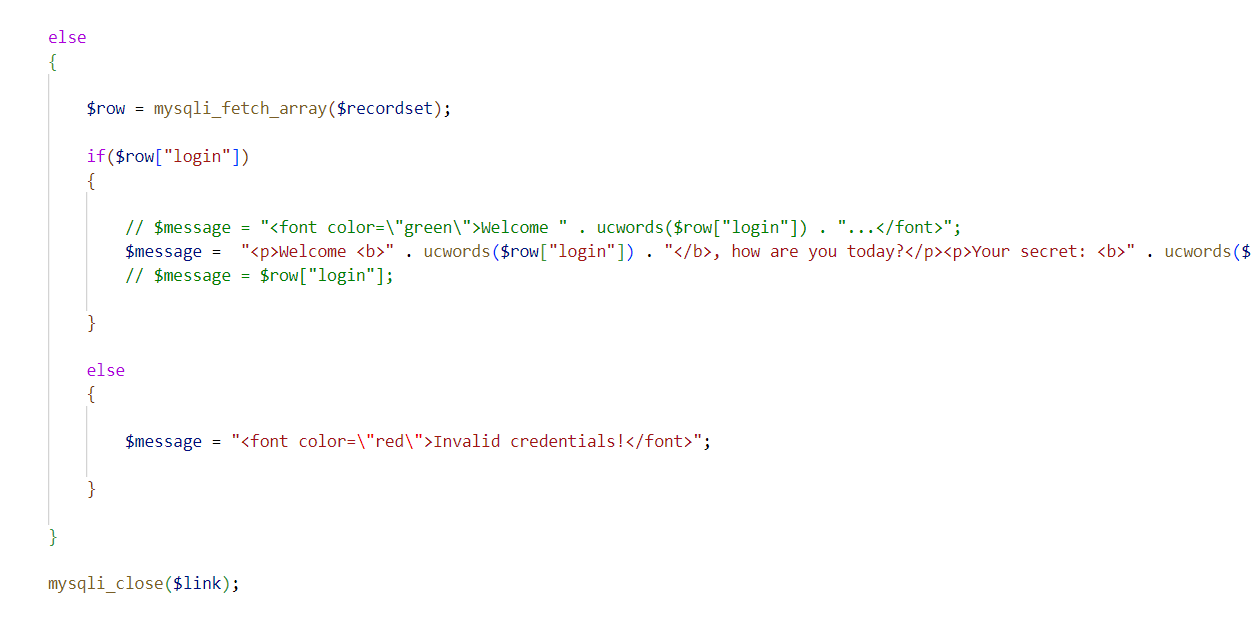 else
{
$row = mysqli_fetch_array($recordset);
if($row["login"])
{
// $message = "<font color=\"green\">Welcome " . ucwords($row["login"]) . "...</font>";
$message =  "<p>Welcome <b>" . ucwords($row["login"]) . "</b>, how are you today?</p><p>Your secret: <b>" . ucwords($
// $message = $row["login"];
}
else
{
$message = "<font color=\"red\">Invalid credentials!</font>";
}
}
mysqli_close($link);